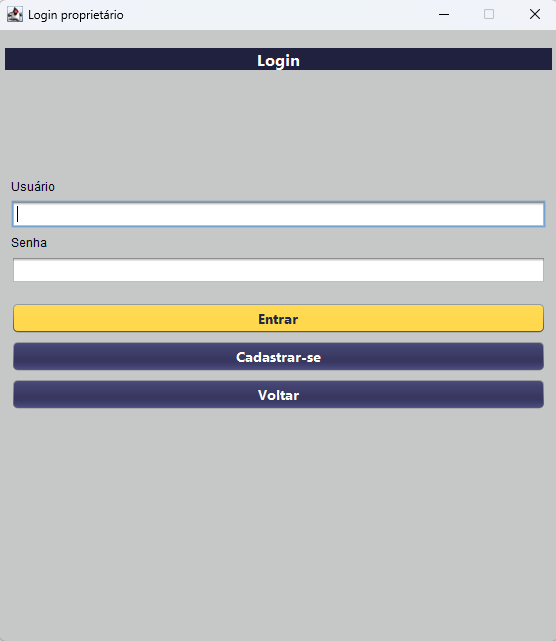 Login proprietário
Login
Usuário
Senha
Entrar
Cadastrar-se
Voltar